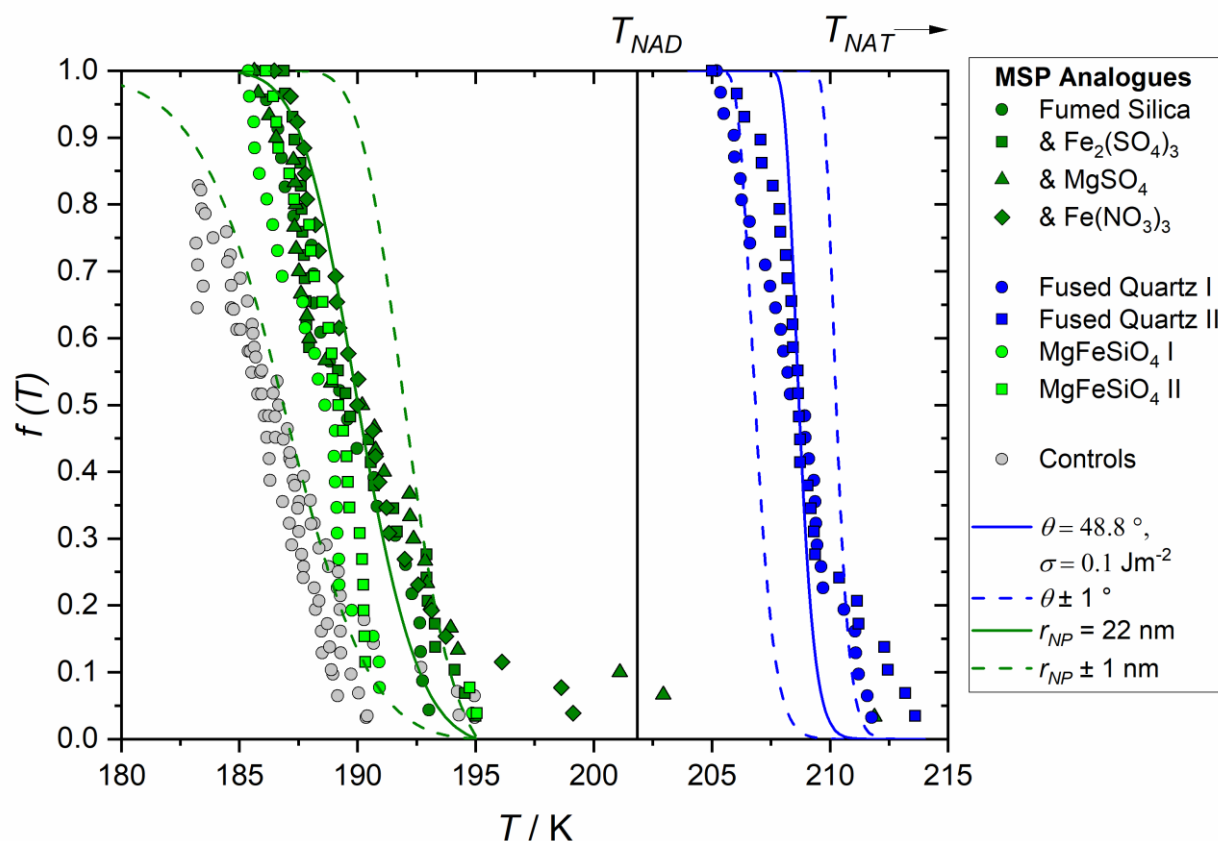 T_NAD T_NAT
1.0
0.9
0.8
0.7
0.6
0.5
0.4
0.3
0.2
0.1
0.0
f (T)
180 185 190 195 200 205 210 215
T / K
MSP Analogues
Fumed Silica
& Fe₂(SO₄)₃
& MgSO₄
& Fe(NO₃)₃
Fused Quartz I
Fused Quartz II
MgFeSiO₄ I
MgFeSiO₄ II
Controls
θ = 48.8 °,
σ = 0.1 Jm⁻²
θ ± 1 °
r_NP = 22 nm
r_NP ± 1 nm